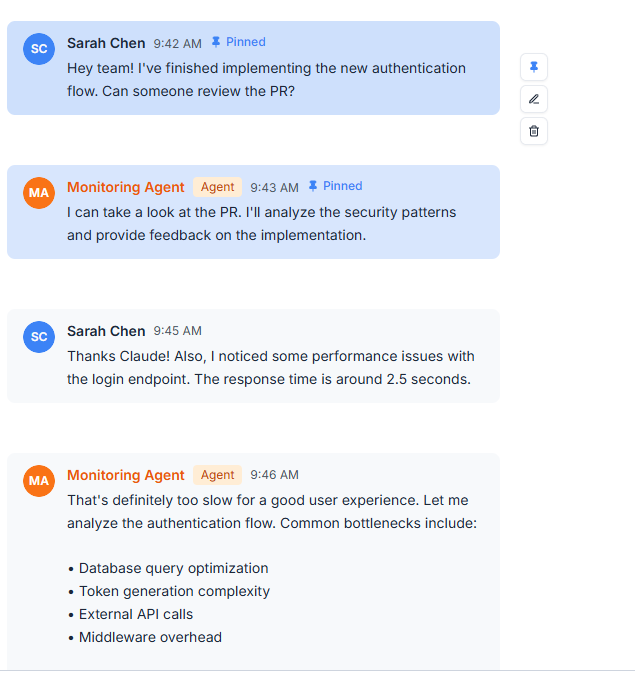 SC
Sarah Chen 9:42 AM Pinned
Hey team! I've finished implementing the new authentication
flow. Can someone review the PR?
MA
Monitoring Agent Agent 9:43 AM Pinned
I can take a look at the PR. I'll analyze the security patterns
and provide feedback on the implementation.
SC
Sarah Chen 9:45 AM
Thanks Claude! Also, I noticed some performance issues with
the login endpoint. The response time is around 2.5 seconds.
MA
Monitoring Agent Agent 9:46 AM
That's definitely too slow for a good user experience. Let me
analyze the authentication flow. Common bottlenecks include:
• Database query optimization
• Token generation complexity
• External API calls
• Middleware overhead